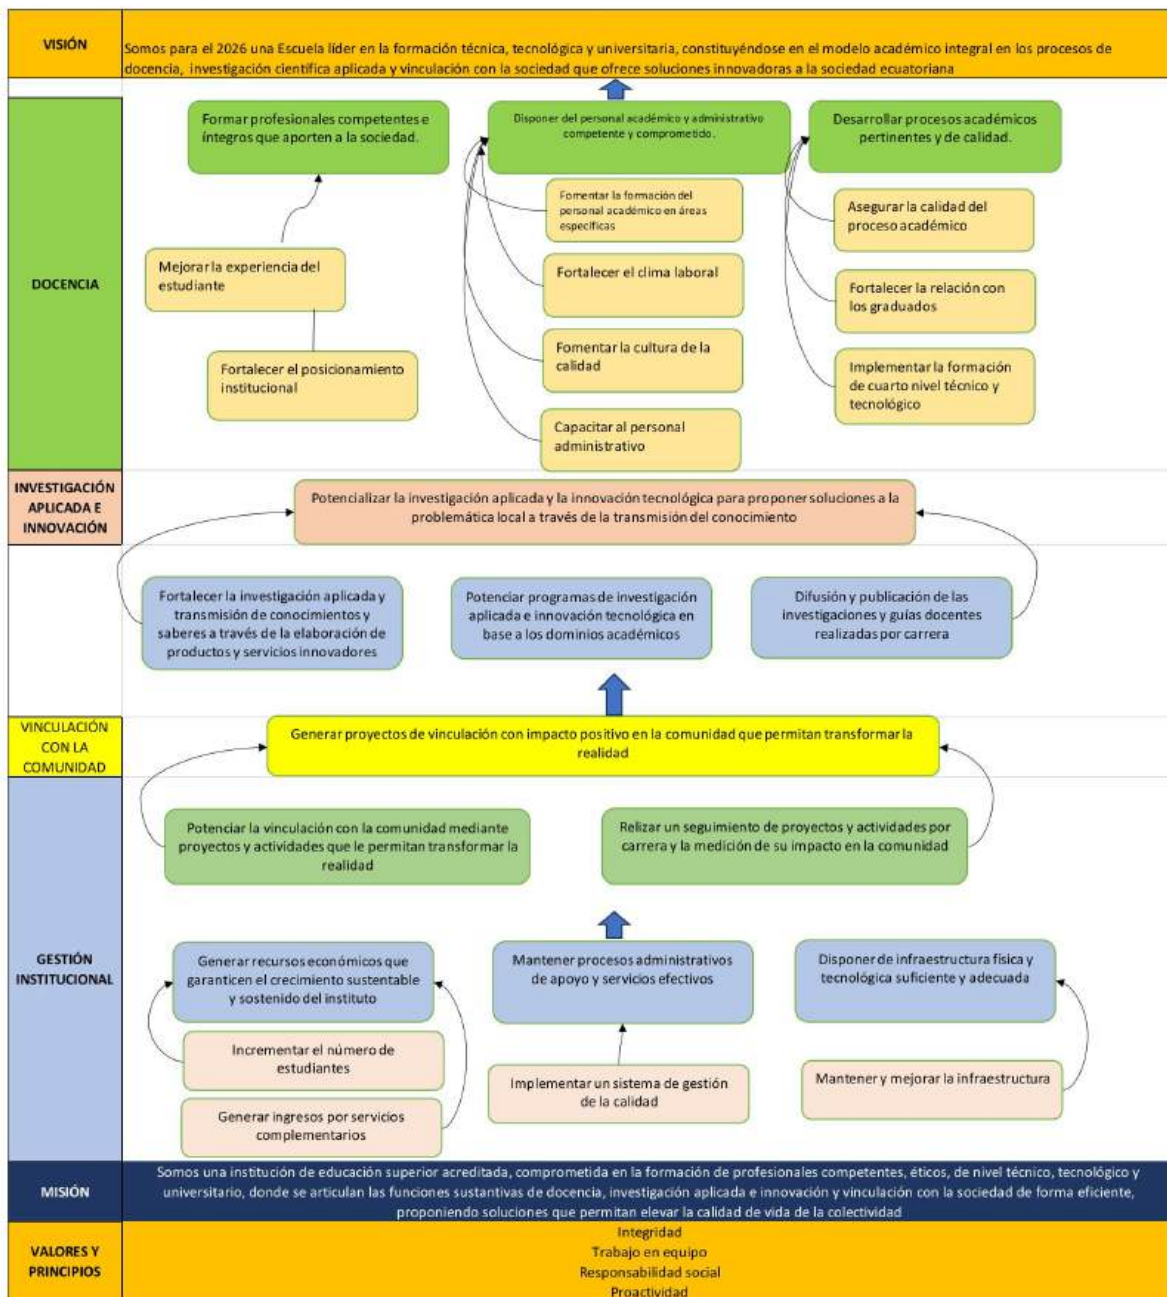 VISIÓN
Somos para el 2026 una Escuela líder en la formación técnica, tecnológica y universitaria, constituyéndose en el modelo académico integral en los procesos de
docencia, investigación científica aplicada y vinculación con la sociedad que ofrece soluciones innovadoras a la sociedad ecuatoriana
DOCENCIA
Formar profesionales competentes e
íntegros que aporten a la sociedad.
Disponer del personal académico y administrativo
competente y comprometido.
Desarrollar procesos académicos
pertinentes y de calidad.
Mejorar la experiencia del
estudiante
Fortalecer el posicionamiento
institucional
Fomentar la formación del
personal académico en áreas
específicas
Fortalecer el clima laboral
Fomentar la cultura de la
calidad
Capacitar al personal
administrativo
Asegurar la calidad del
proceso académico
Fortalecer la relación con
los graduados
Implementar la formación
de cuarto nivel técnico y
tecnológico
INVESTIGACIÓN
APLICADA E
INNOVACIÓN
Potencializar la investigación aplicada y la innovación tecnológica para proponer soluciones a la
problemática local a través de la transmisión del conocimiento
Fortalecer la investigación aplicada y
transmisión de conocimientos y
saberes a través de la elaboración de
productos y servicios innovadores
Potenciar programas de investigación
aplicada e innovación tecnológica en
base a los dominios académicos
Difusión y publicación de las
investigaciones y guías docentes
realizadas por carrera
VINCULACIÓN
CON LA
COMUNIDAD
Generar proyectos de vinculación con impacto positivo en la comunidad que permitan transformar la
realidad
GESTIÓN
INSTITUCIONAL
Potenciar la vinculación con la comunidad mediante
proyectos y actividades que le permitan transformar la
realidad
Relizar un seguimiento de proyectos y actividades por
carrera y la medición de su impacto en la comunidad
Generar recursos económicos que
garanticen el crecimiento sustentable
y sostenido del instituto
Mantener procesos administrativos
de apoyo y servicios efectivos
Disponer de infraestructura física y
tecnológica suficiente y adecuada
Incrementar el número de
estudiantes
Generar ingresos por servicios
complementarios
Implementar un sistema de gestión
de la calidad
Mantener y mejorar la infraestructura
MISIÓN
Somos una institución de educación superior acreditada, comprometida en la formación de profesionales competentes, éticos, de nivel técnico, tecnológico y
universitario, donde se articulan las funciones sustantivas de docencia, investigación aplicada e innovación y vinculación con la sociedad de forma eficiente,
proponiendo soluciones que permitan elevar la calidad de vida de la colectividad
VALORES Y
PRINCIPIOS
Integridad
Trabajo en equipo
Responsabilidad social
Proactividad